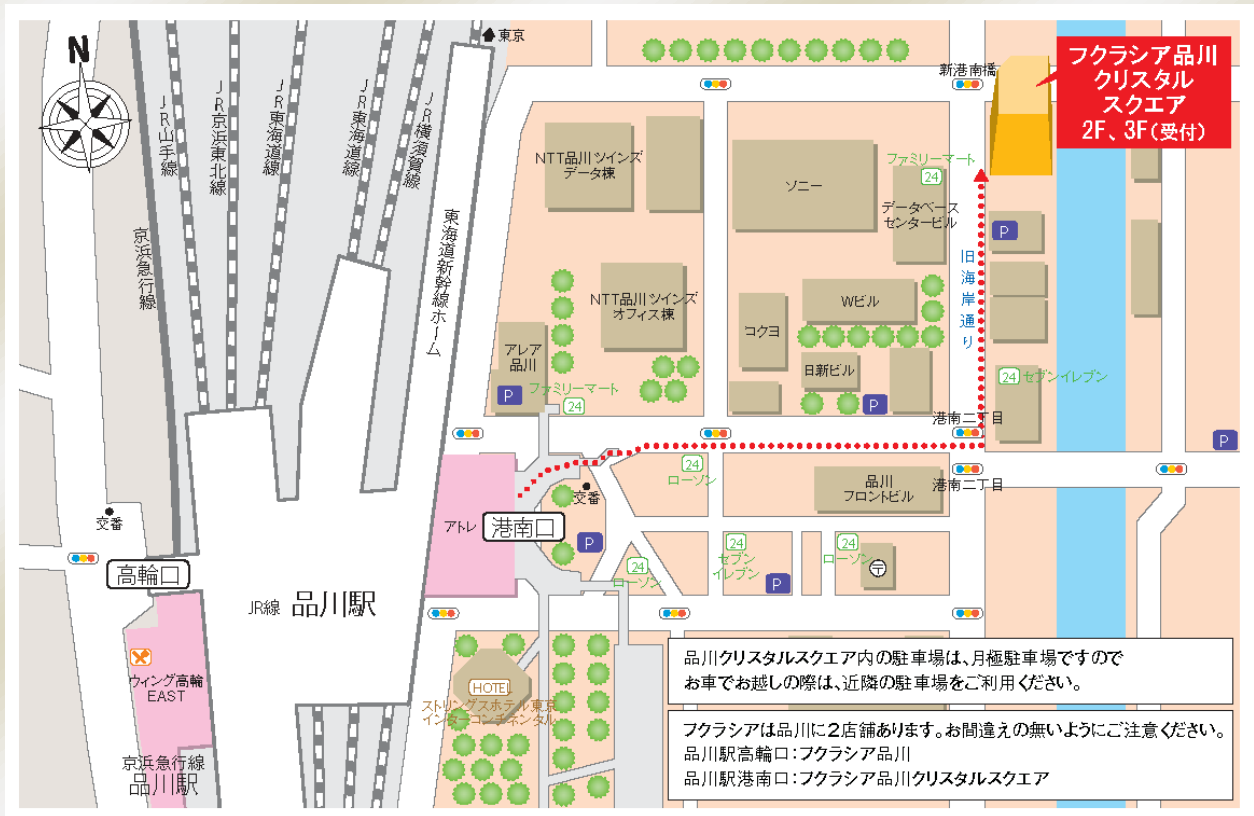 N
東京
新港南橋
フクラシア品川
クリスタル
スクエア
2F、3F（受付）
JR山手線
JR京浜東北線
JR東海道線
JR東海道線
JR横須賀線
東海道新幹線ホーム
京浜急行線
NTT品川ツインズ
データ棟
ソニー
ファミリーマート
24
データベース
センタービル
P
旧海岸通り
NTT品川ツインズ
オフィス棟
Wビル
コクヨ
日新ビル
P
アレア
品川
P
ファミリーマート
24
24 セブンイレブン
港南二丁目
P
24
ローソン
品川
フロントビル
港南二丁目
交番
アトレ
港南口
P
24
ローソン
24
セブン
イレブン
24
ローソン
P
〒
交番
高輪口
JR線 品川駅
ウィング高輪
EAST
京浜急行線
品川駅
HOTEL
ストリングスホテル東京
インターコンチネンタル
品川クリスタルスクエア内の駐車場は、月極駐車場ですので
お車でお越しの際は、近隣の駐車場をご利用ください。
フクラシアは品川に2店舗あります。お間違えの無いようにご注意ください。
品川駅高輪口：フクラシア品川
品川駅港南口：フクラシア品川クリスタルスクエア